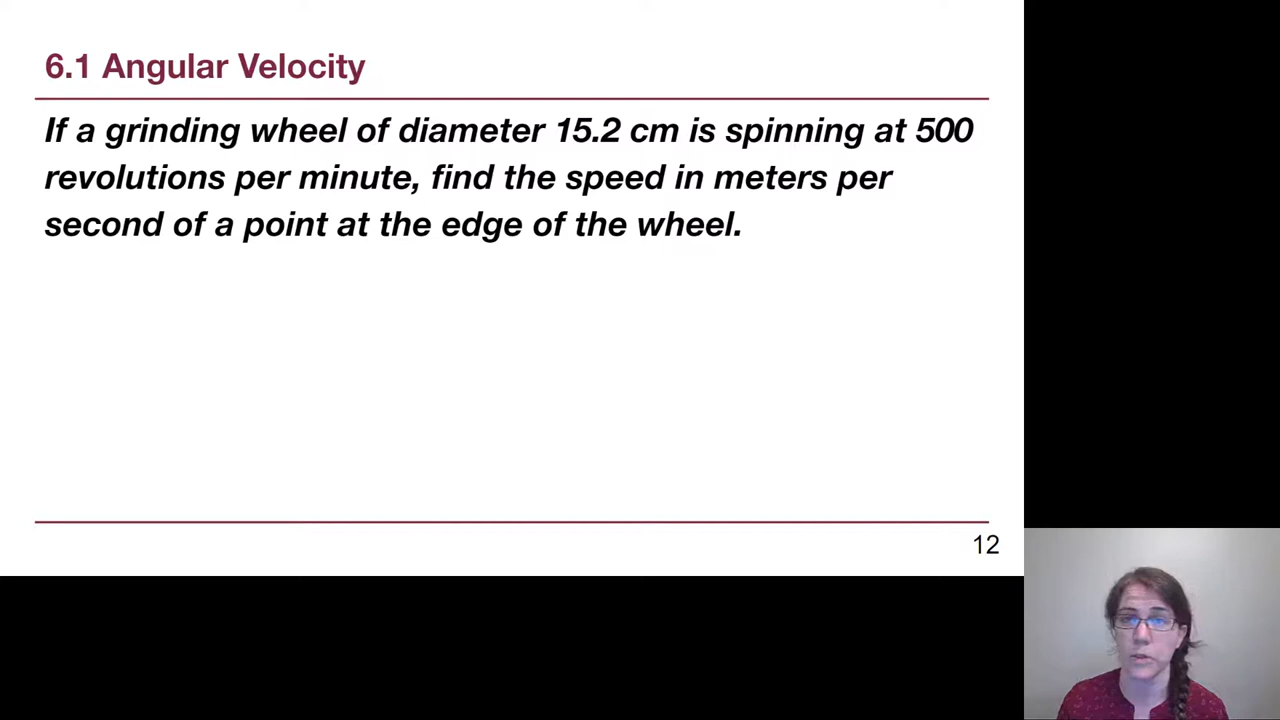 6.1 Angular Velocity
If a grinding wheel of diameter 15.2 cm is spinning at 500
revolutions per minute, find the speed in meters per
second of a point at the edge of the wheel.
12